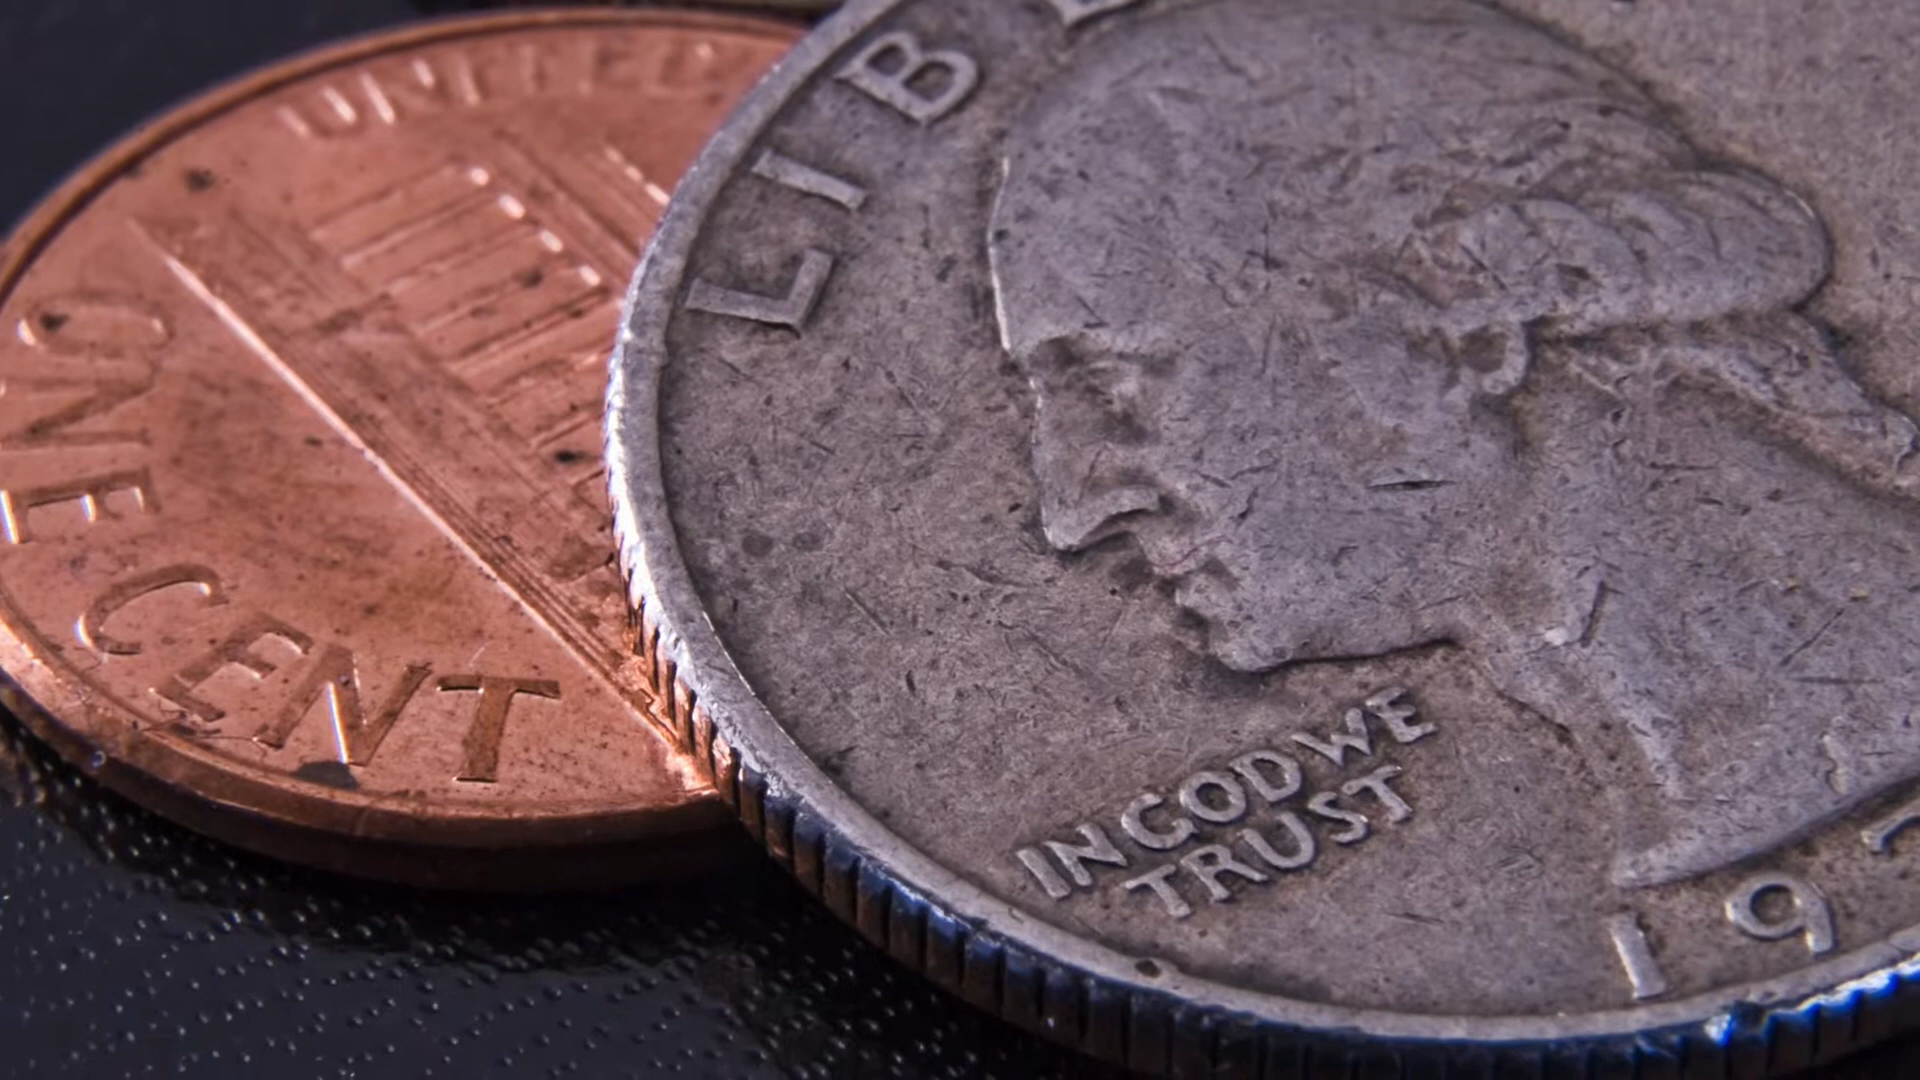 UNITED
ONE CENT
LIB
IN GOD WE
TRUST
19